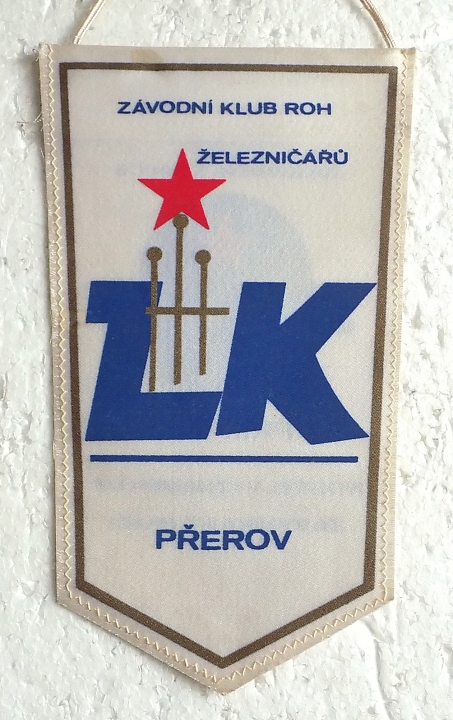 ZÁVODNÍ KLUB ROH
ŽELEZNIČÁŘŮ
ZK
PŘEROV